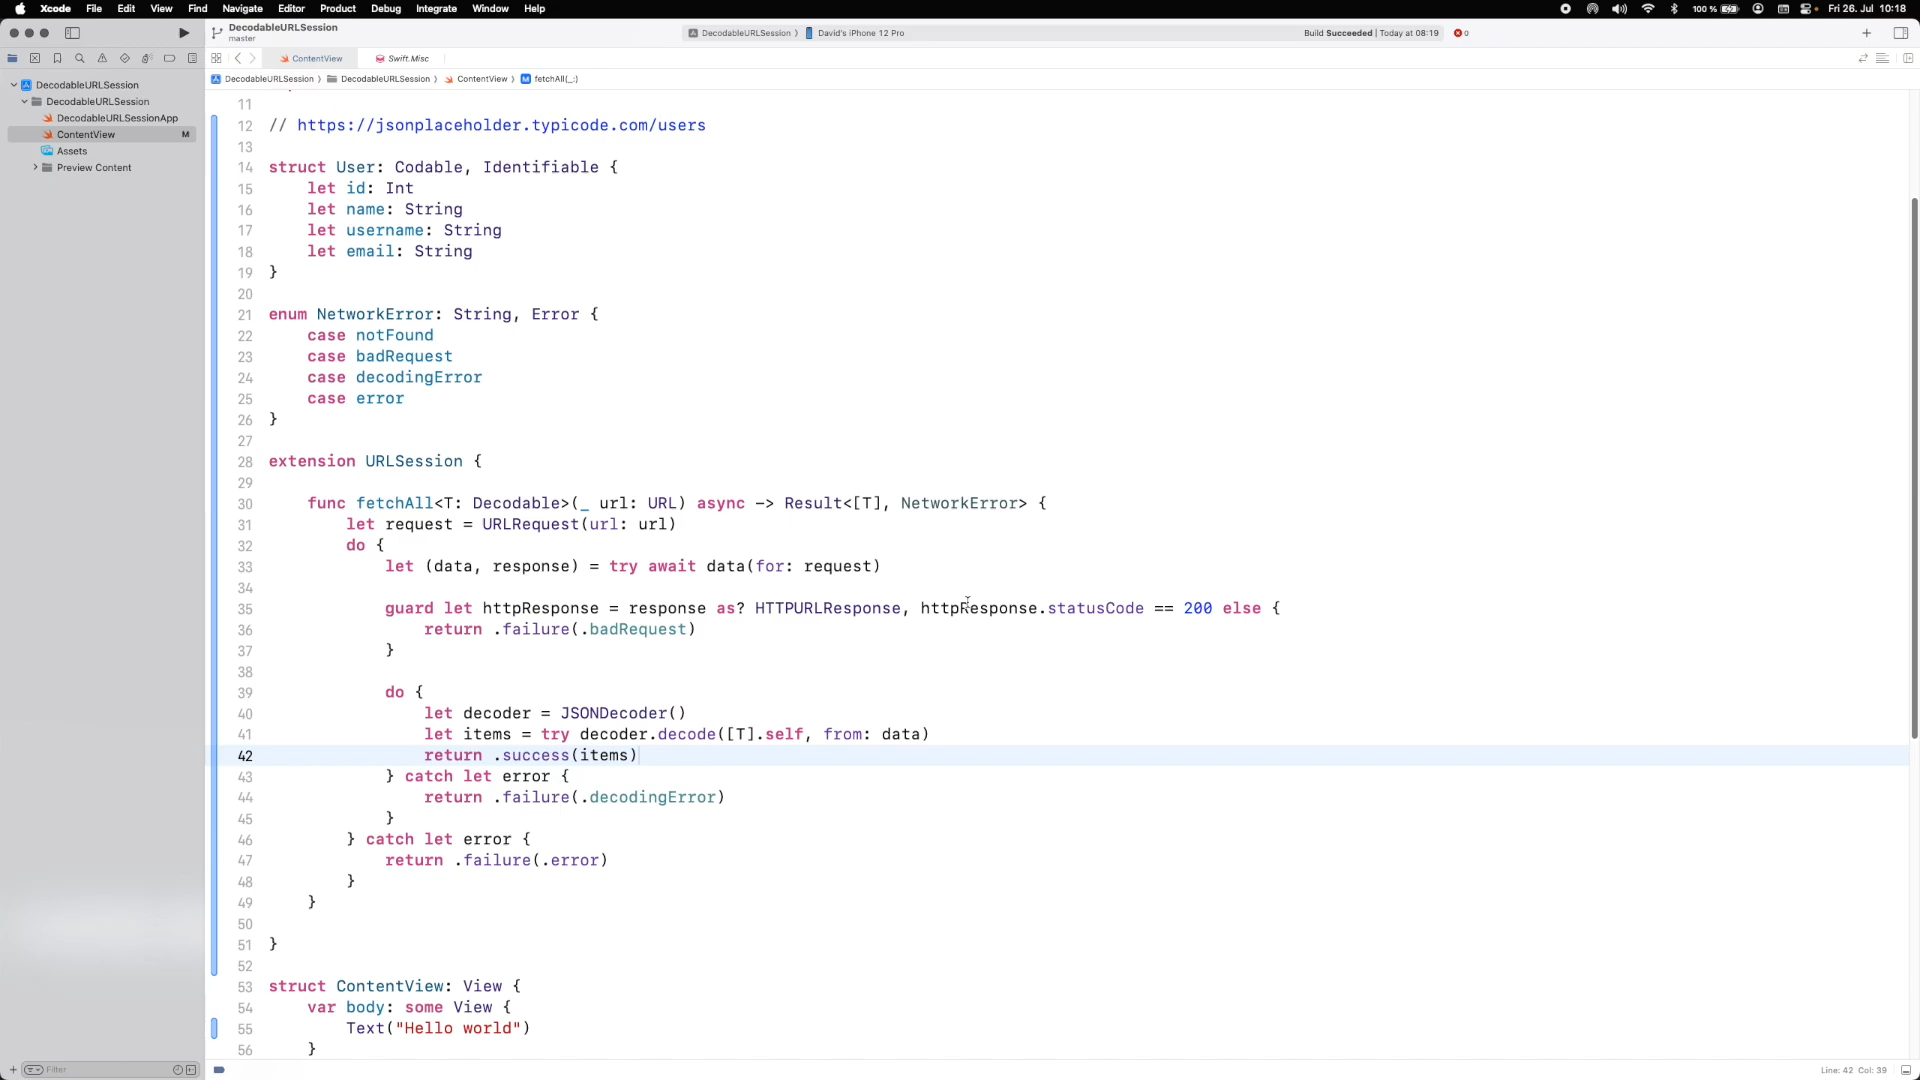 Xcode File Edit View Find Navigate Editor Product Debug Integrate Window Help
100 % Fri 26. Jul 10:18
DecodableURLSession
master
DecodableURLSession David's iPhone 12 Pro
Build Succeeded | Today at 08:19 0
ContentView Swift.Misc
DecodableURLSession DecodableURLSession ContentView M fetchAll(_:)
DecodableURLSession
DecodableURLSession
DecodableURLSessionApp
ContentView M
Assets
Preview Content
11
12 // https://jsonplaceholder.typicode.com/users
13
14 struct User: Codable, Identifiable {
15 let id: Int
16 let name: String
17 let username: String
18 let email: String
19 }
20
21 enum NetworkError: String, Error {
22 case notFound
23 case badRequest
24 case decodingError
25 case error
26 }
27
28 extension URLSession {
29
30 func fetchAll<T: Decodable>(_ url: URL) async -> Result<[T], NetworkError> {
31 let request = URLRequest(url: url)
32 do {
33 let (data, response) = try await data(for: request)
34
35 guard let httpResponse = response as? HTTPURLResponse, httpResponse.statusCode == 200 else {
36 return .failure(.badRequest)
37 }
38
39 do {
40 let decoder = JSONDecoder()
41 let items = try decoder.decode([T].self, from: data)
42 return .success(items)
43 } catch let error {
44 return .failure(.decodingError)
45 }
46 } catch let error {
47 return .failure(.error)
48 }
49 }
50
51 }
52
53 struct ContentView: View {
54 var body: some View {
55 Text("Hello world")
56 }
Filter
Line: 42 Col: 39